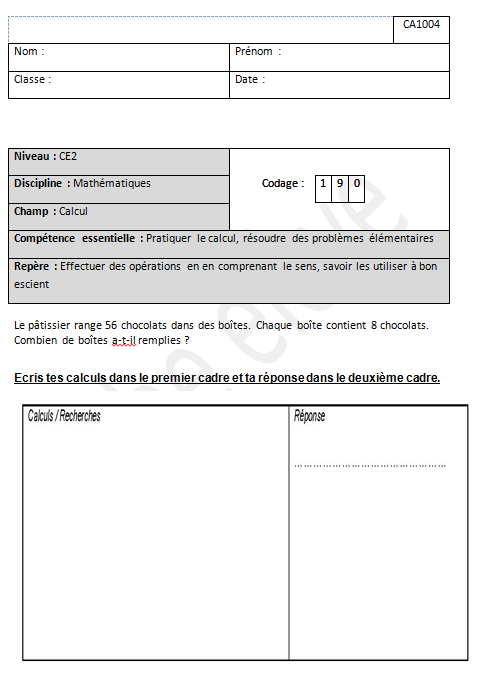 CA1004
Nom :
Prénom :
Classe :
Date :
Niveau : CE2
Discipline : Mathématiques
Codage : 1 9 0
Champ : Calcul
Compétence essentielle : Pratiquer le calcul, résoudre des problèmes élémentaires
Repère : Effectuer des opérations en en comprenant le sens, savoir les utiliser à bon
escient
Le pâtissier range 56 chocolats dans des boîtes. Chaque boîte contient 8 chocolats.
Combien de boîtes a-t-il remplies ?
Ecris tes calculs dans le premier cadre et ta réponse dans le deuxième cadre.
Calculs / Recherches
Réponse
…………………………………………